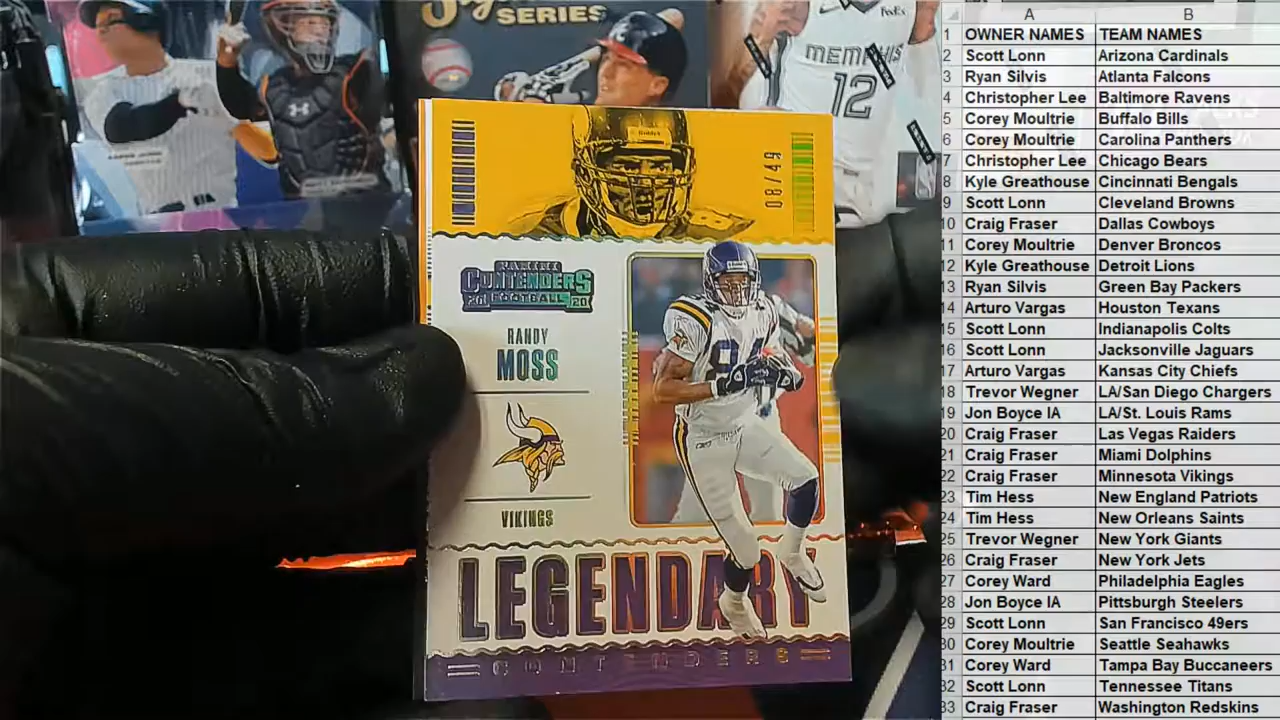 SERIES
MEMPHIS
12
FedEx
Riddell
08/49
PANINI
CONTENDERS
20 FOOTBALL 20
RANDY
MOSS
VIKINGS
LEGENDARY
CONTENDERS
A B
1 OWNER NAMES TEAM NAMES
2 Scott Lonn Arizona Cardinals
3 Ryan Silvis Atlanta Falcons
4 Christopher Lee Baltimore Ravens
5 Corey Moultrie Buffalo Bills
6 Corey Moultrie Carolina Panthers
7 Christopher Lee Chicago Bears
8 Kyle Greathouse Cincinnati Bengals
9 Scott Lonn Cleveland Browns
10 Craig Fraser Dallas Cowboys
11 Corey Moultrie Denver Broncos
12 Kyle Greathouse Detroit Lions
13 Ryan Silvis Green Bay Packers
14 Arturo Vargas Houston Texans
15 Scott Lonn Indianapolis Colts
16 Scott Lonn Jacksonville Jaguars
17 Arturo Vargas Kansas City Chiefs
18 Trevor Wegner LA/San Diego Chargers
19 Jon Boyce IA LA/St. Louis Rams
20 Craig Fraser Las Vegas Raiders
21 Craig Fraser Miami Dolphins
22 Craig Fraser Minnesota Vikings
23 Tim Hess New England Patriots
24 Tim Hess New Orleans Saints
25 Trevor Wegner New York Giants
26 Craig Fraser New York Jets
27 Corey Ward Philadelphia Eagles
28 Jon Boyce IA Pittsburgh Steelers
29 Scott Lonn San Francisco 49ers
30 Corey Moultrie Seattle Seahawks
31 Corey Ward Tampa Bay Buccaneers
32 Scott Lonn Tennessee Titans
33 Craig Fraser Washington Redskins